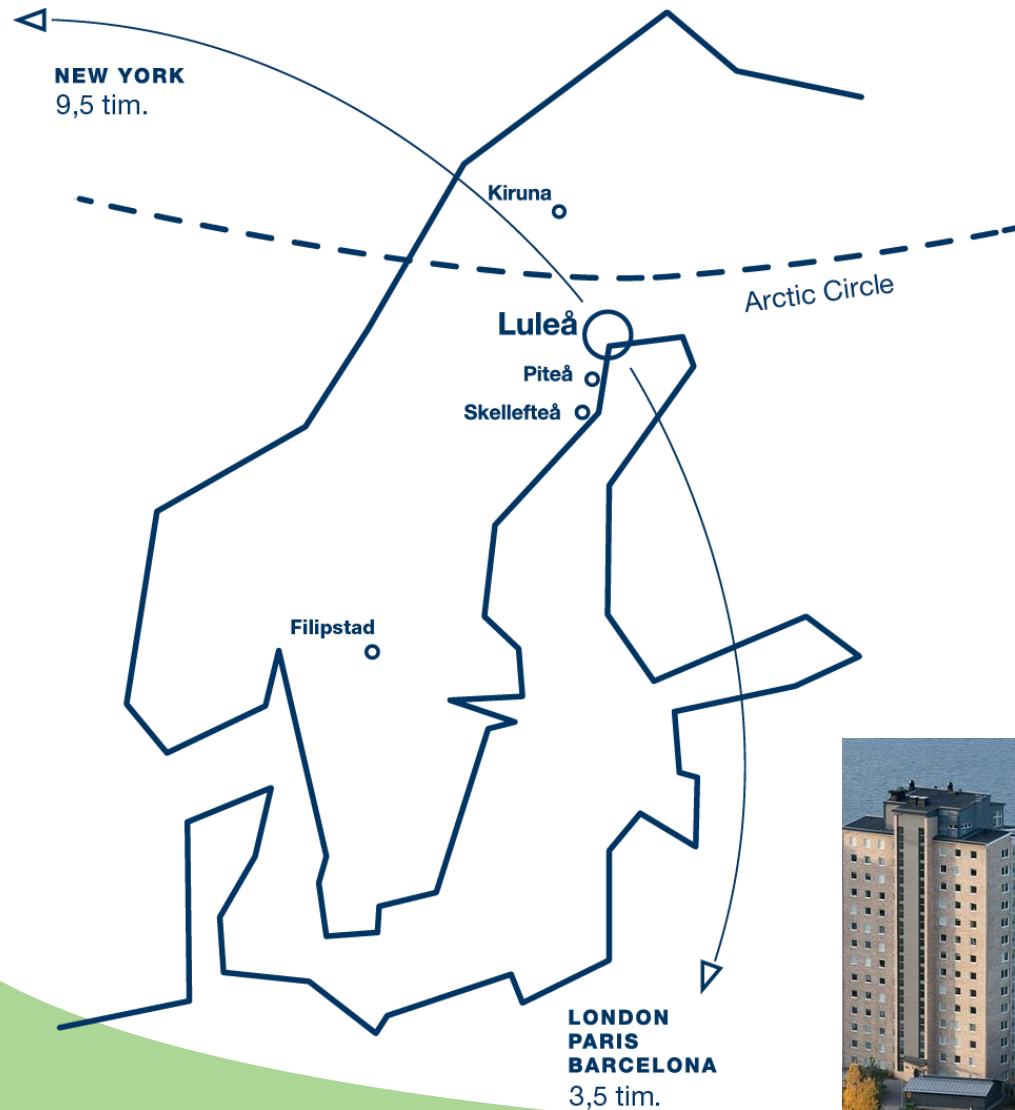 NEW YORK
9,5 tim.
Kiruna
Arctic Circle
Luleå
Piteå
Skellefteå
Filipstad
LONDON
PARIS
BARCELONA
3,5 tim.